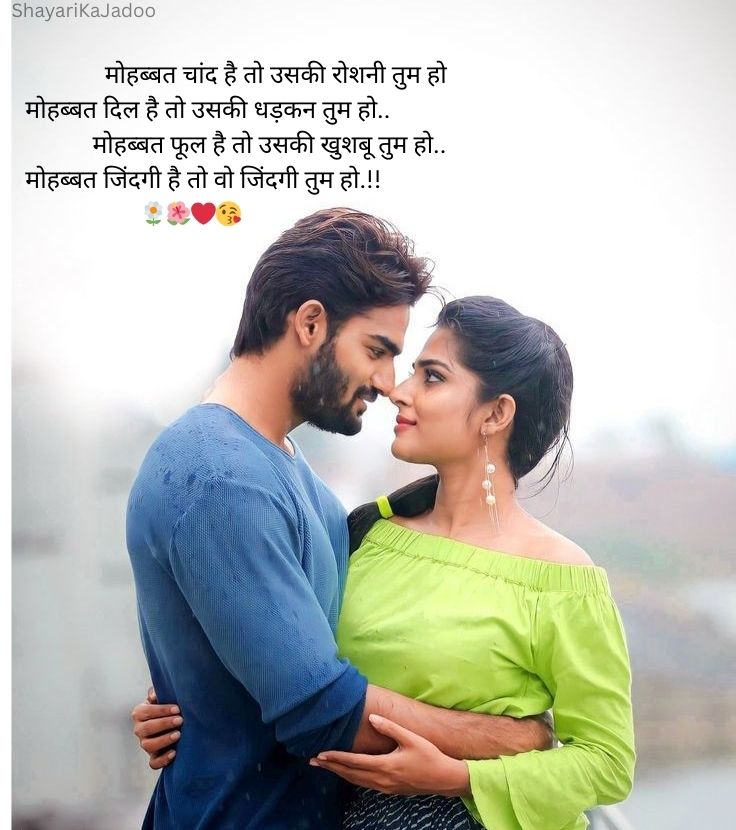 ShayariKaJadoo
मोहब्बत चांद है तो उसकी रोशनी तुम हो
मोहब्बत दिल है तो उसकी धड़कन तुम हो..
मोहब्बत फूल है तो उसकी खुशबू तुम हो..
मोहब्बत जिंदगी है तो वो जिंदगी तुम हो.!!
🌼🌺❤️😘